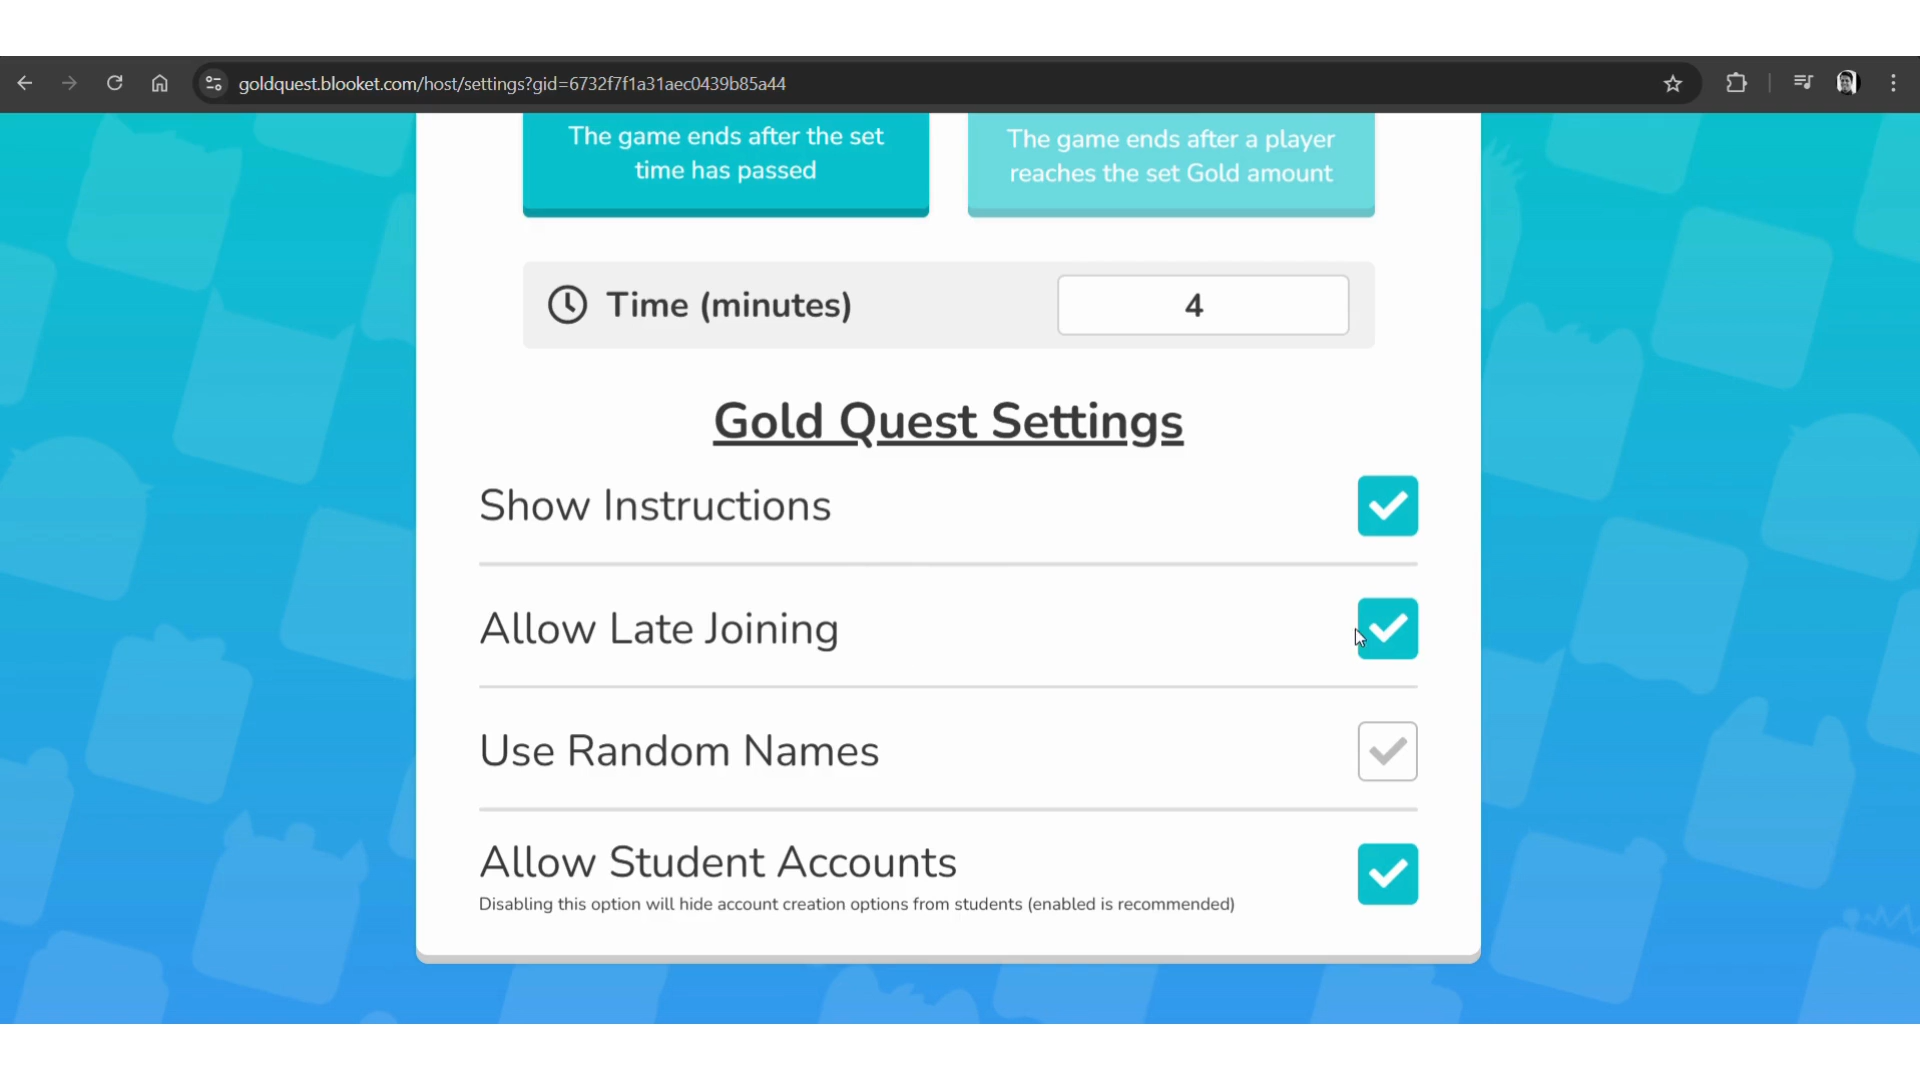 goldquest.blooket.com/host/settings?gid=6732f7f1a31aec0439b85a44
The game ends after the set
time has passed
The game ends after a player
reaches the set Gold amount
Time (minutes)
4
Gold Quest Settings
Show Instructions
Allow Late Joining
Use Random Names
Allow Student Accounts
Disabling this option will hide account creation options from students (enabled is recommended)